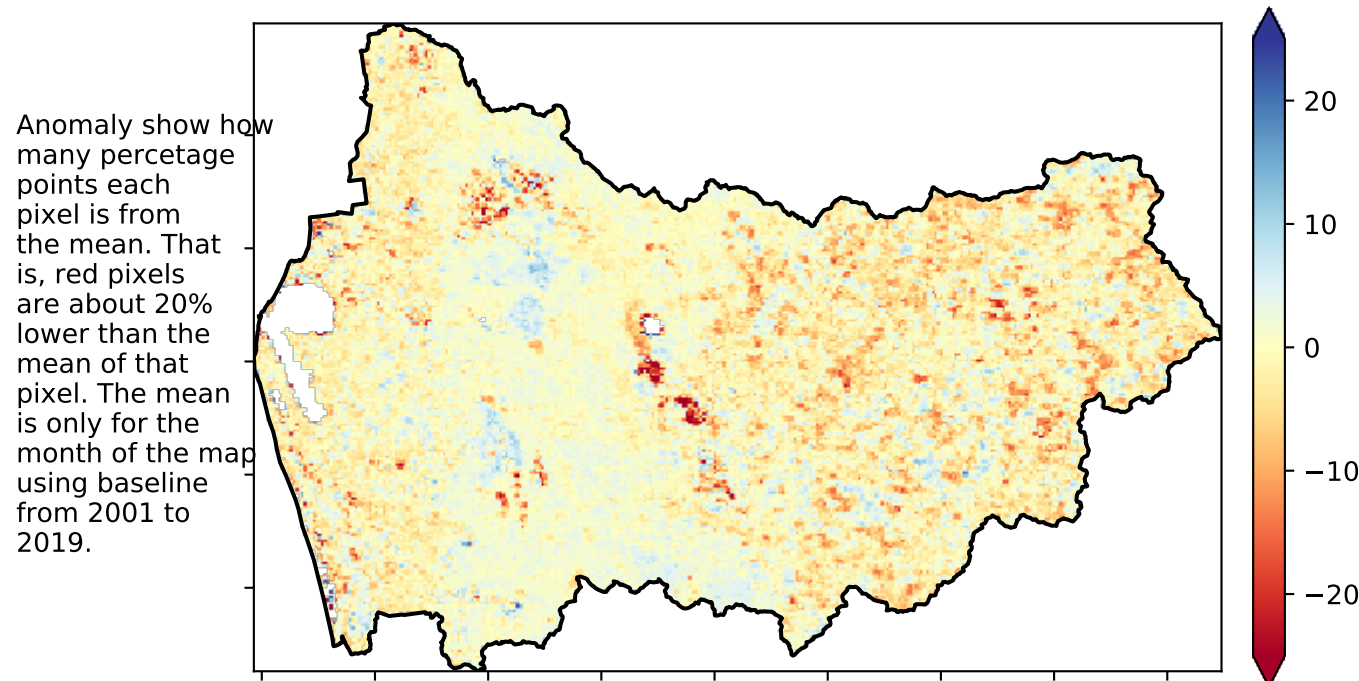 Anomaly show how
many percetage
points each
pixel is from
the mean. That
is, red pixels
are about 20%
lower than the
mean of that
pixel. The mean
is only for the
month of the map
using baseline
from 2001 to
2019.
20
10
0
−10
−20